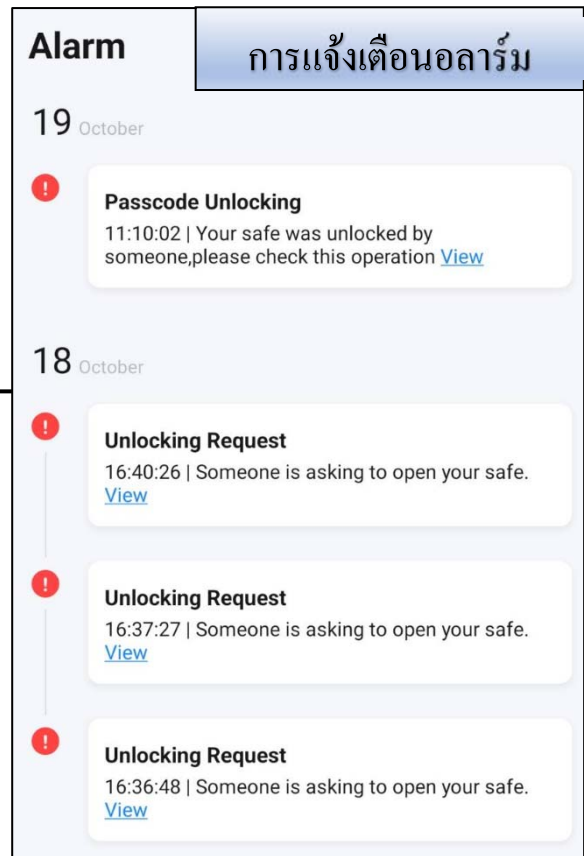 Alarm
การแจ้งเตือนอลาร์ม
19 October
Passcode Unlocking
11:10:02 | Your safe was unlocked by
someone,please check this operation View
18 October
Unlocking Request
16:40:26 | Someone is asking to open your safe.
View
Unlocking Request
16:37:27 | Someone is asking to open your safe.
View
Unlocking Request
16:36:48 | Someone is asking to open your safe.
View